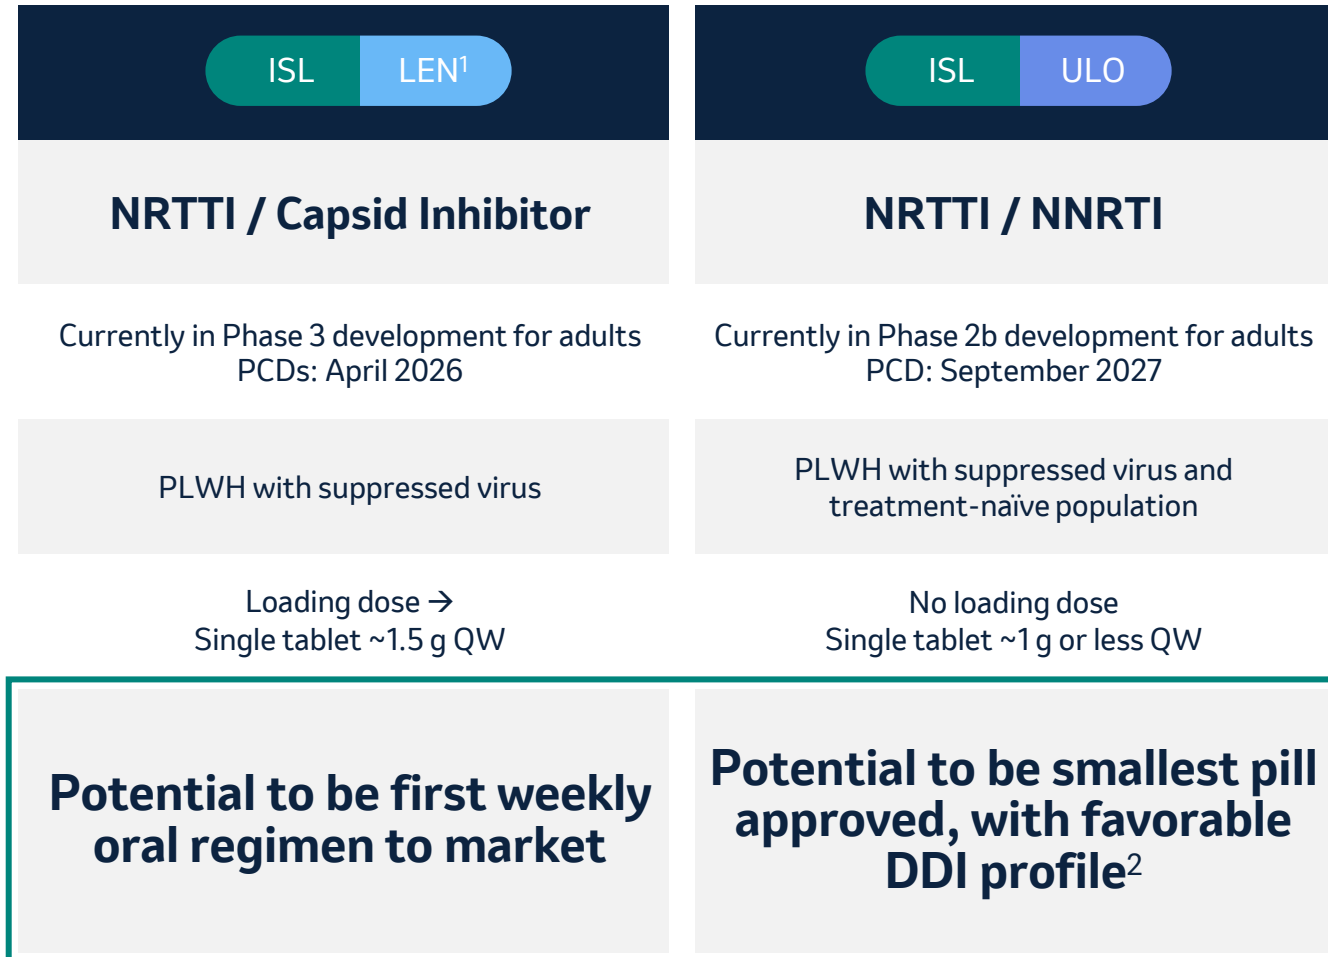 ISL LEN¹
NRTTI / Capsid Inhibitor
Currently in Phase 3 development for adults
PCDs: April 2026
PLWH with suppressed virus
Loading dose →
Single tablet ~1.5 g QW
Potential to be first weekly
oral regimen to market
ISL ULO
NRTTI / NNRTI
Currently in Phase 2b development for adults
PCD: September 2027
PLWH with suppressed virus and
treatment-naïve population
No loading dose
Single tablet ~1 g or less QW
Potential to be smallest pill
approved, with favorable
DDI profile²